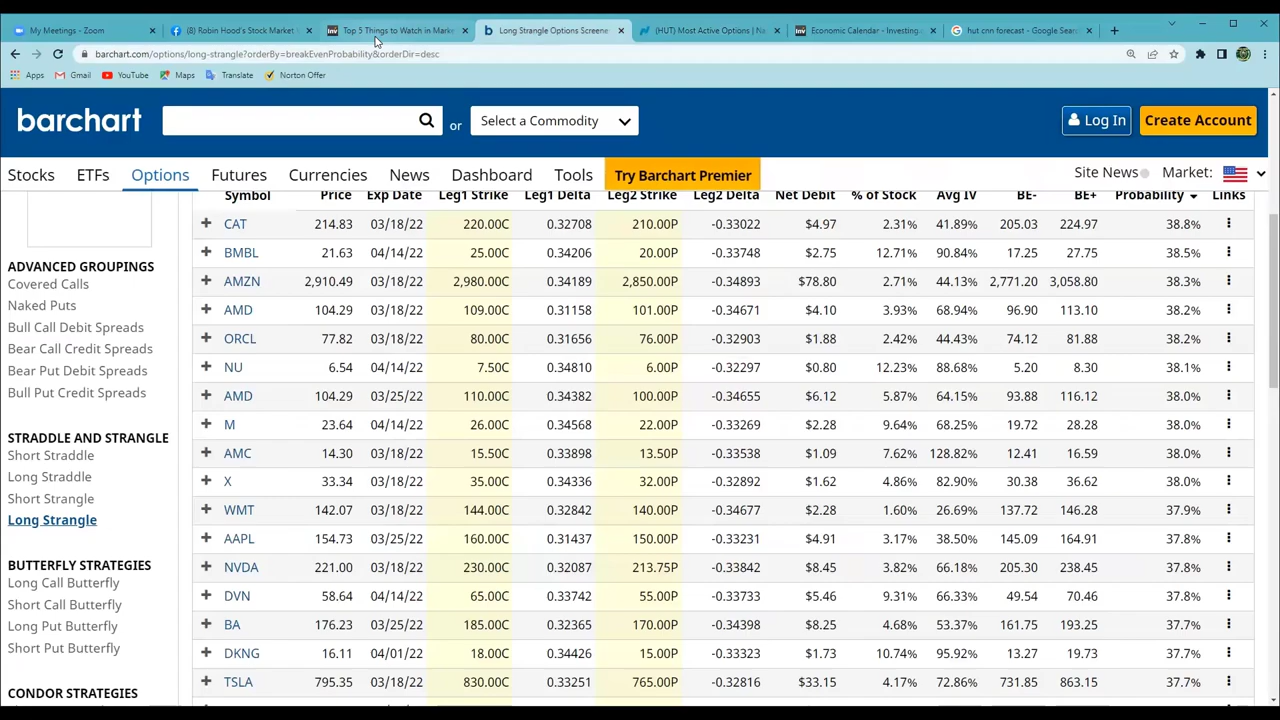 My Meetings - Zoom
(8) Robin Hood's Stock Market
Top 5 Things to Watch in Marke
Long Strangle Options Screene
(HUT) Most Active Options | Na
Economic Calendar - Investing.
hut cnn forecast - Google Sear
barchart.com/options/long-strangle?orderBy=breakEvenProbability&orderDir=desc
Apps Gmail YouTube Maps Translate Norton Offer
barchart or Select a Commodity Log In Create Account
Stocks ETFs Options Futures Currencies News Dashboard Tools Try Barchart Premier Site News Market:
Symbol Price Exp Date Leg1 Strike Leg1 Delta Leg2 Strike Leg2 Delta Net Debit % of Stock Avg IV BE- BE+ Probability Links
CAT 214.83 03/18/22 220.00C 0.32708 210.00P -0.33022 $4.97 2.31% 41.89% 205.03 224.97 38.8%
BMBL 21.63 04/14/22 25.00C 0.34206 20.00P -0.33748 $2.75 12.71% 90.84% 17.25 27.75 38.5%
AMZN 2,910.49 03/18/22 2,980.00C 0.34189 2,850.00P -0.34893 $78.80 2.71% 44.13% 2,771.20 3,058.80 38.3%
AMD 104.29 03/18/22 109.00C 0.31158 101.00P -0.34671 $4.10 3.93% 68.94% 96.90 113.10 38.2%
ORCL 77.82 03/18/22 80.00C 0.31656 76.00P -0.32903 $1.88 2.42% 44.43% 74.12 81.88 38.2%
NU 6.54 04/14/22 7.50C 0.34810 6.00P -0.32297 $0.80 12.23% 88.68% 5.20 8.30 38.1%
AMD 104.29 03/25/22 110.00C 0.34382 100.00P -0.34655 $6.12 5.87% 64.15% 93.88 116.12 38.0%
M 23.64 04/14/22 26.00C 0.34568 22.00P -0.33269 $2.28 9.64% 68.25% 19.72 28.28 38.0%
AMC 14.30 03/18/22 15.50C 0.33898 13.50P -0.33538 $1.09 7.62% 128.82% 12.41 16.59 38.0%
X 33.34 03/18/22 35.00C 0.34336 32.00P -0.32892 $1.62 4.86% 82.90% 30.38 36.62 38.0%
WMT 142.07 03/18/22 144.00C 0.32842 140.00P -0.34677 $2.28 1.60% 26.69% 137.72 146.28 37.9%
AAPL 154.73 03/25/22 160.00C 0.31437 150.00P -0.33231 $4.91 3.17% 38.50% 145.09 164.91 37.8%
NVDA 221.00 03/18/22 230.00C 0.32087 213.75P -0.33842 $8.45 3.82% 66.18% 205.30 238.45 37.8%
DVN 58.64 04/14/22 65.00C 0.33742 55.00P -0.33733 $5.46 9.31% 66.33% 49.54 70.46 37.8%
BA 176.23 03/25/22 185.00C 0.32365 170.00P -0.34398 $8.25 4.68% 53.37% 161.75 193.25 37.7%
DKNG 16.11 04/01/22 18.00C 0.34426 15.00P -0.33323 $1.73 10.74% 95.92% 13.27 19.73 37.7%
TSLA 795.35 03/18/22 830.00C 0.33251 765.00P -0.32816 $33.15 4.17% 72.86% 731.85 863.15 37.7%
ADVANCED GROUPINGS
Covered Calls
Naked Puts
Bull Call Debit Spreads
Bear Call Credit Spreads
Bear Put Debit Spreads
Bull Put Credit Spreads
STRADDLE AND STRANGLE
Short Straddle
Long Straddle
Short Strangle
Long Strangle
BUTTERFLY STRATEGIES
Long Call Butterfly
Short Call Butterfly
Long Put Butterfly
Short Put Butterfly
CONDOR STRATEGIES